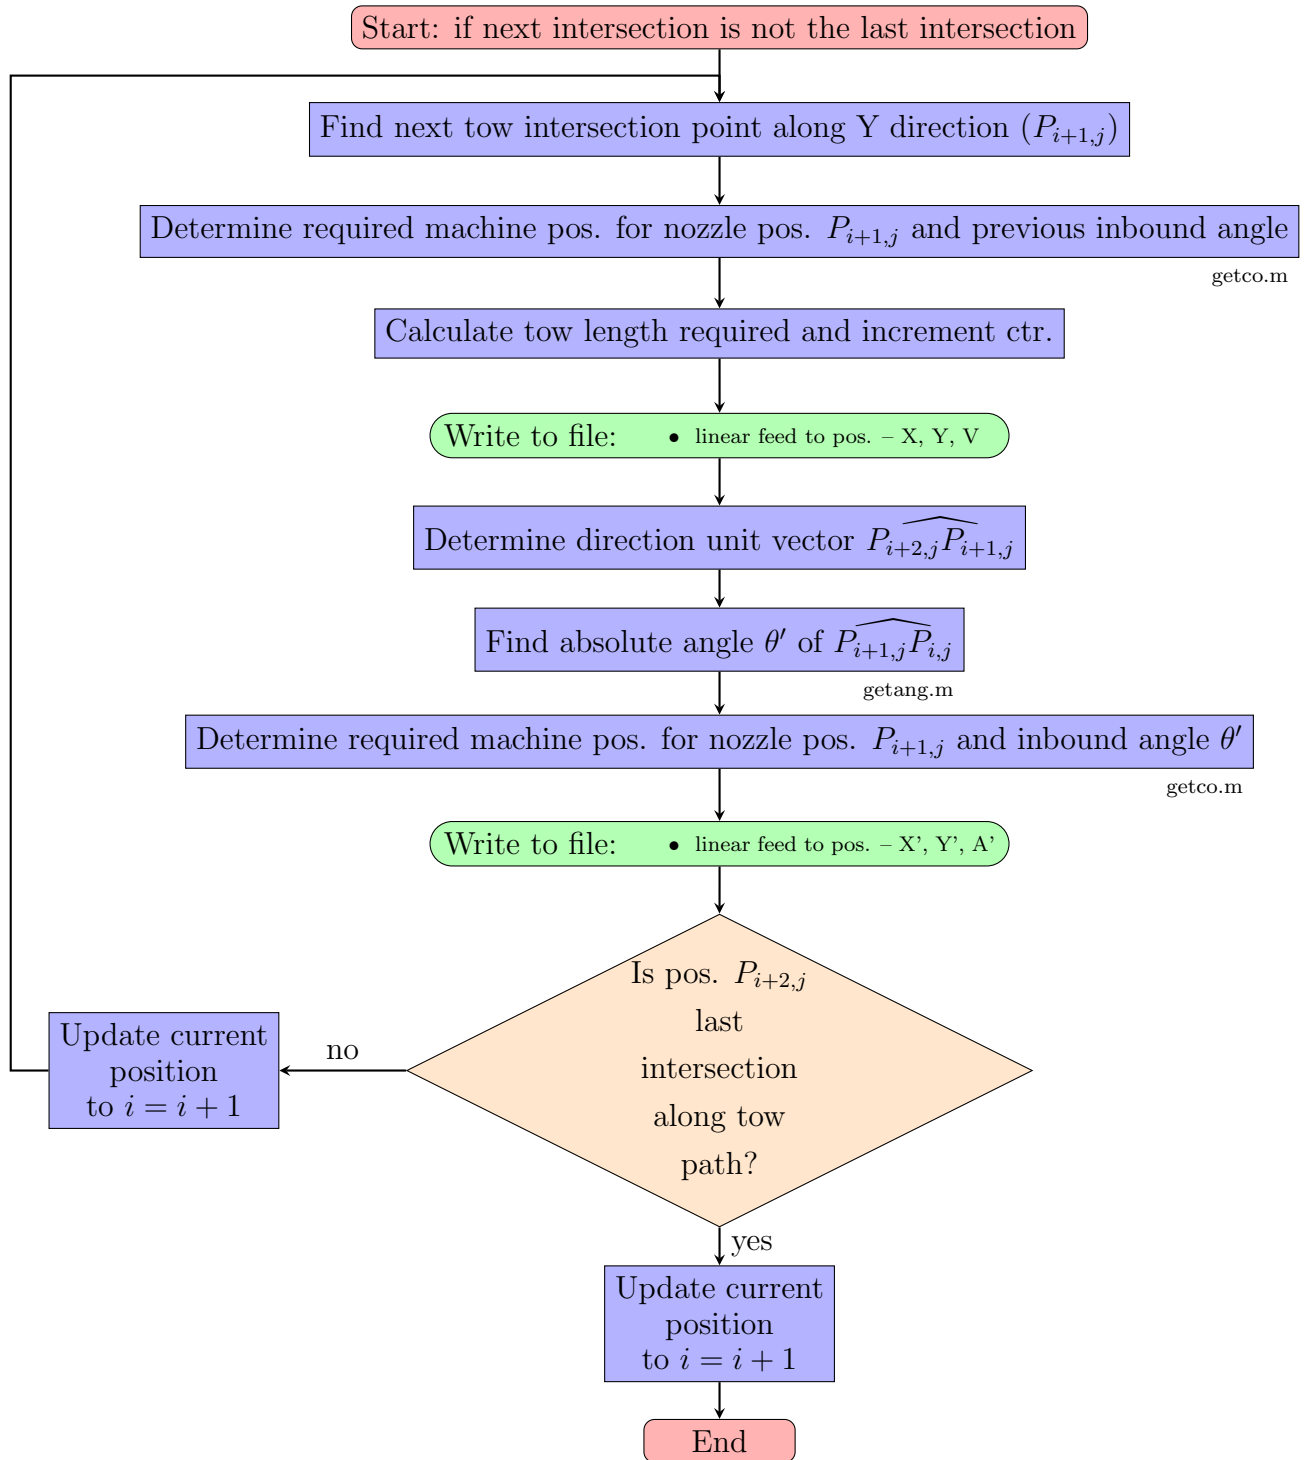 Start: if next intersection is not the last intersection
Find next tow intersection point along Y direction ($P_{i+1,j}$)
Determine required machine pos. for nozzle pos. $P_{i+1,j}$ and previous inbound angle
getco.m
Calculate tow length required and increment ctr.
Write to file: • linear feed to pos. – X, Y, V
Determine direction unit vector $\widehat{P_{i+2,j}P_{i+1,j}}$
Find absolute angle $\theta'$ of $\widehat{P_{i+1,j}P_{i,j}}$
getang.m
Determine required machine pos. for nozzle pos. $P_{i+1,j}$ and inbound angle $\theta'$
getco.m
Write to file: • linear feed to pos. – X', Y', A'
Is pos. $P_{i+2,j}$
last
intersection
along tow
path?
no
Update current
position
to $i = i + 1$
yes
Update current
position
to $i = i + 1$
End